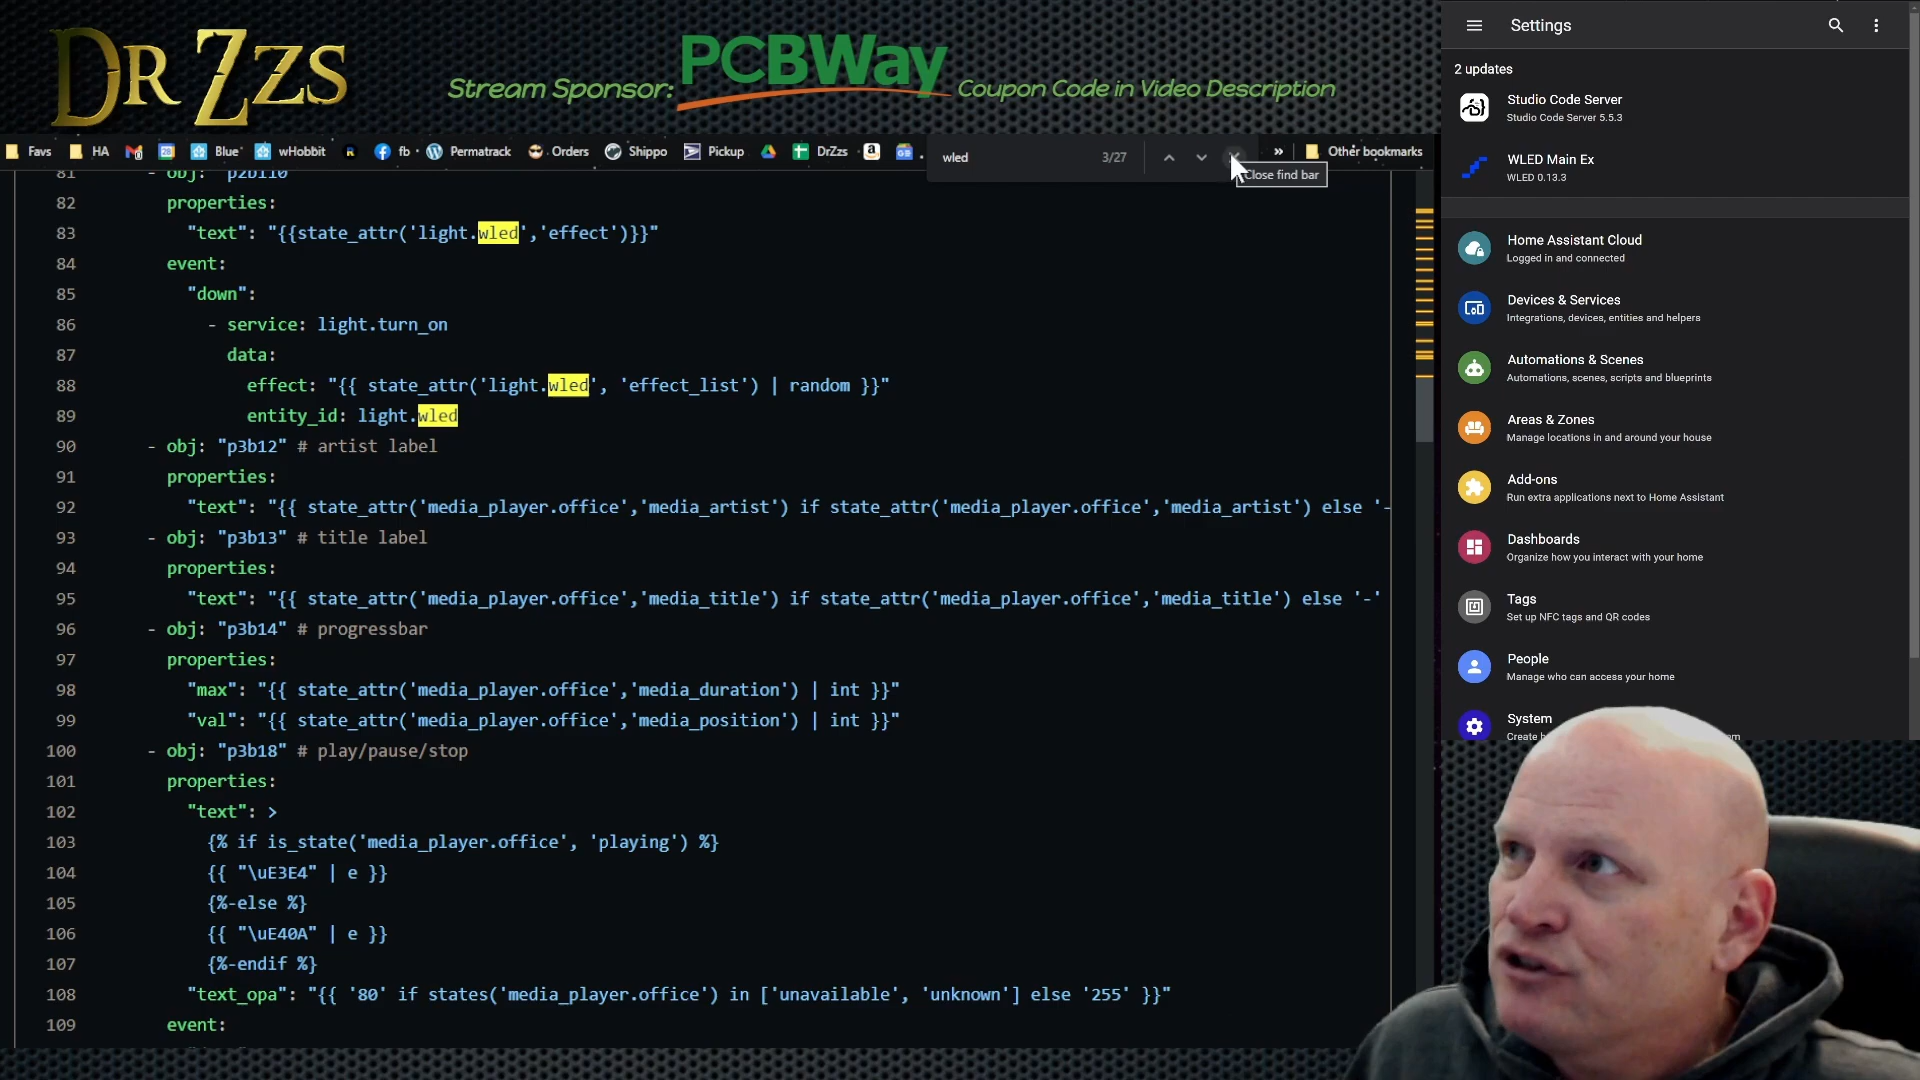 DR ZZS
Stream Sponsor: PCBWay Coupon Code in Video Description
Favs HA Blue wHobbit fb Permatrack Orders Shippo Pickup DrZzs » Other bookmarks
wled 3/27
Close find bar
81 - obj: "p2b110"
82 properties:
83 "text": "{{state_attr('light.wled','effect')}}"
84 event:
85 "down":
86 - service: light.turn_on
87 data:
88 effect: "{{ state_attr('light.wled', 'effect_list') | random }}"
89 entity_id: light.wled
90 - obj: "p3b12" # artist label
91 properties:
92 "text": "{{ state_attr('media_player.office','media_artist') if state_attr('media_player.office','media_artist') else '-
93 - obj: "p3b13" # title label
94 properties:
95 "text": "{{ state_attr('media_player.office','media_title') if state_attr('media_player.office','media_title') else '-'
96 - obj: "p3b14" # progressbar
97 properties:
98 "max": "{{ state_attr('media_player.office','media_duration') | int }}"
99 "val": "{{ state_attr('media_player.office','media_position') | int }}"
100 - obj: "p3b18" # play/pause/stop
101 properties:
102 "text": >
103 {% if is_state('media_player.office', 'playing') %}
104 {{ "\uE3E4" | e }}
105 {%-else %}
106 {{ "\uE40A" | e }}
107 {%-endif %}
108 "text_opa": "{{ '80' if states('media_player.office') in ['unavailable', 'unknown'] else '255' }}"
109 event:
Settings
2 updates
Studio Code Server
Studio Code Server 5.5.3
WLED Main Ex
WLED 0.13.3
Home Assistant Cloud
Logged in and connected
Devices & Services
Integrations, devices, entities and helpers
Automations & Scenes
Automations, scenes, scripts and blueprints
Areas & Zones
Manage locations in and around your house
Add-ons
Run extra applications next to Home Assistant
Dashboards
Organize how you interact with your home
Tags
Set up NFC tags and QR codes
People
Manage who can access your home
System